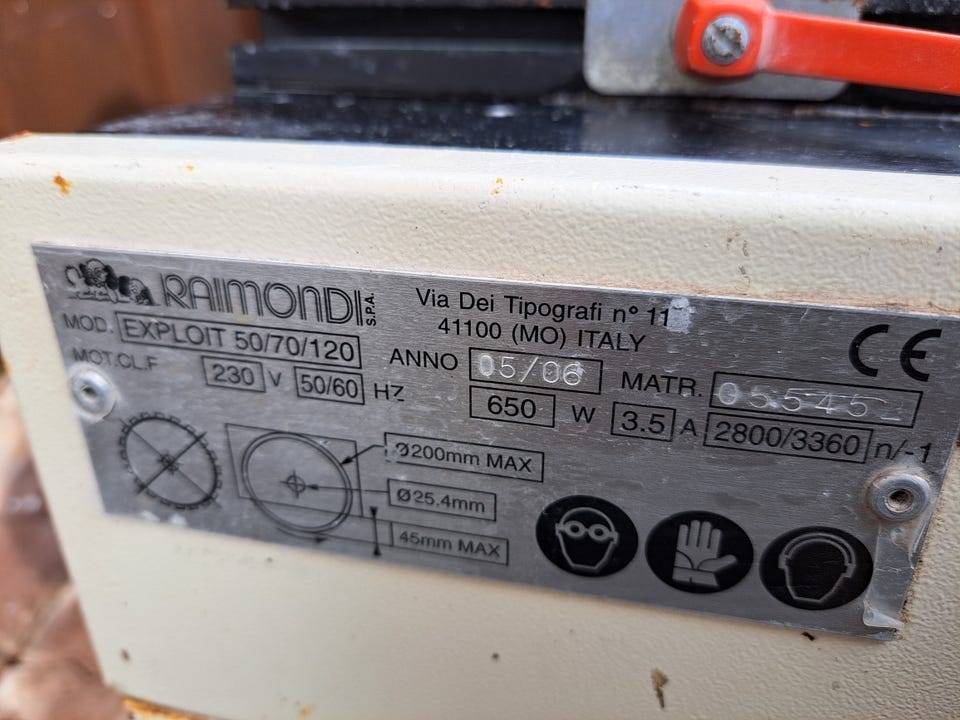 RAIMONDI S.P.A.
Via Dei Tipografi n° 11
41100 (MO) ITALY
CE
MOD. EXPLOIT 50/70/120
ANNO 05/06 MATR. 055452
MOT.CL.F 230 V 50/60 HZ 650 W 3.5 A 2800/3360 n/-1
Ø200mm MAX
Ø25.4mm
45mm MAX